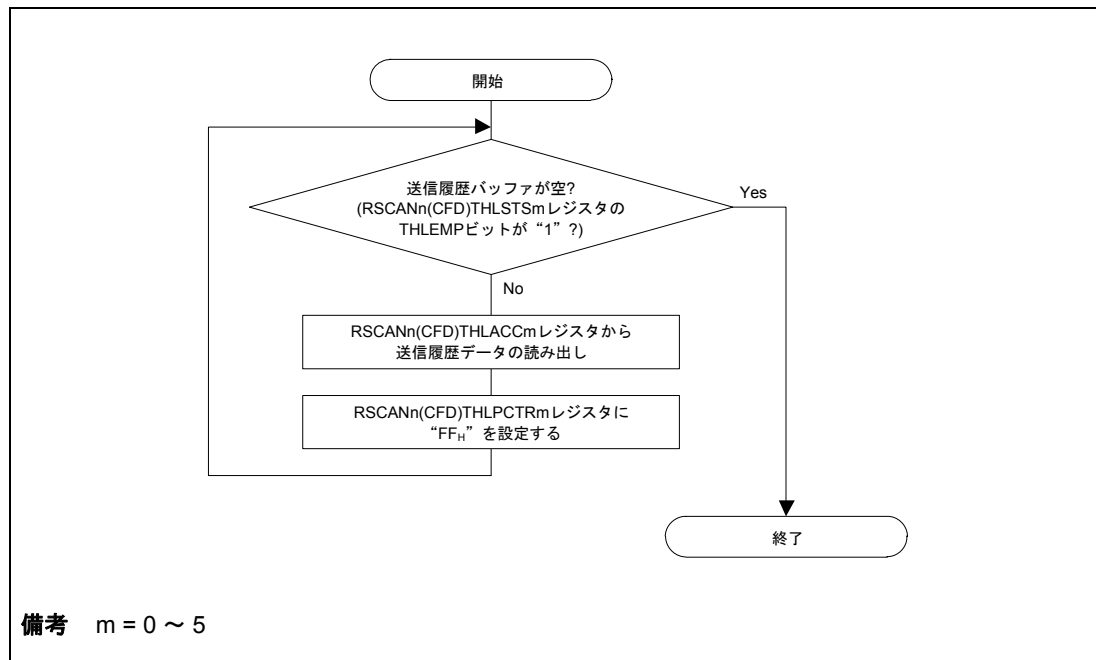 開始
送信履歴バッファが空?
(RSCANn(CFD)THLSTSmレジスタの
THLEMPビットが“1”?)
Yes
No
RSCANn(CFD)THLACCmレジスタから
送信履歴データの読み出し
RSCANn(CFD)THLPCTRmレジスタに
“FFH”を設定する
終了
備考 m = 0 ～ 5